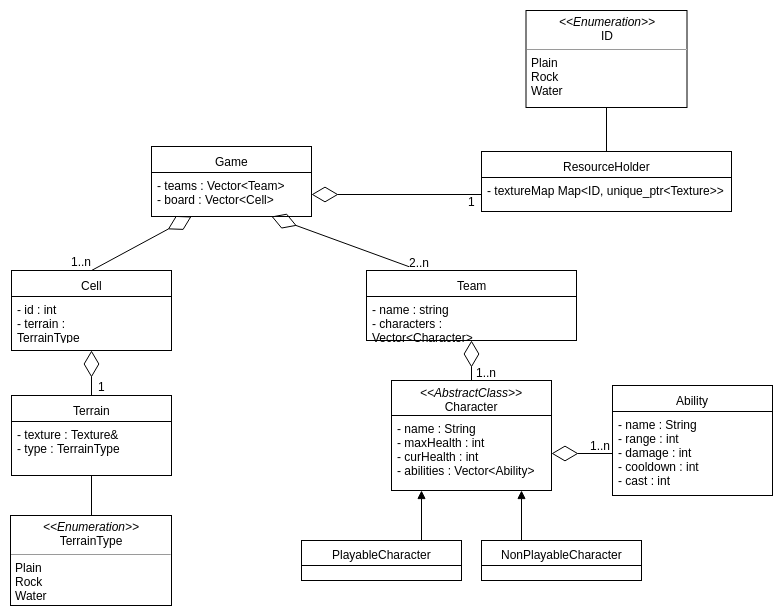 <<Enumeration>>
ID
Plain
Rock
Water
Game
- teams : Vector<Team>
- board : Vector<Cell>
ResourceHolder
- textureMap Map<ID, unique_ptr<Texture>>
1
1..n
2..n
Cell
- id : int
- terrain :
TerrainType
Team
- name : string
- characters :
Vector<Character>
1
1..n
Terrain
- texture : Texture&
- type : TerrainType
<<AbstractClass>>
Character
- name : String
- maxHealth : int
- curHealth : int
- abilities : Vector<Ability>
1..n
Ability
- name : String
- range : int
- damage : int
- cooldown : int
- cast : int
<<Enumeration>>
TerrainType
Plain
Rock
Water
PlayableCharacter
NonPlayableCharacter